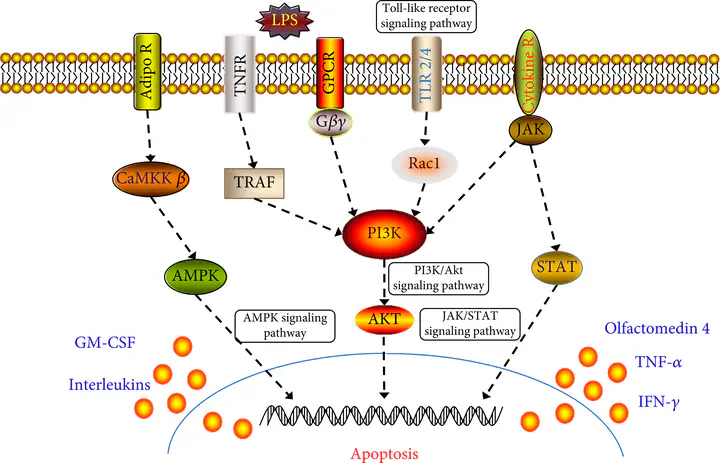 LPS
Toll-like receptor
signaling pathway
Adipo R
TNFR
GPCR
TLR 2/4
Cytokine R
Gβγ
JAK
CaMKK β
TRAF
Rac1
PI3K
AMPK
PI3K/Akt
signaling pathway
STAT
AMPK signaling
pathway
AKT
JAK/STAT
signaling pathway
GM-CSF
Interleukins
Olfactomedin 4
TNF-α
IFN-γ
Apoptosis